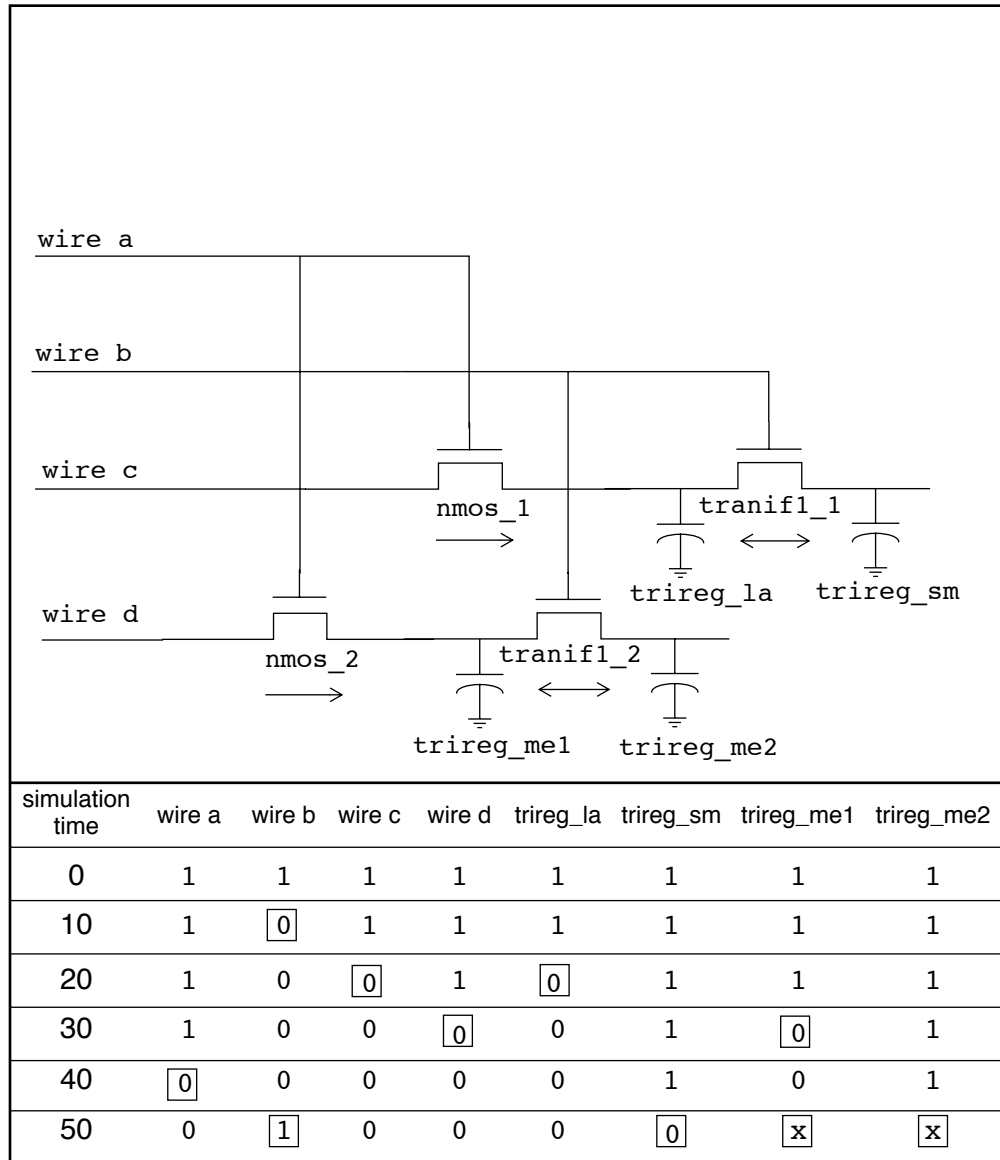 wire a
wire b
wire c
nmos_1
tranif1_1
trireg_la trireg_sm
wire d
nmos_2
tranif1_2
trireg_me1 trireg_me2
simulation time wire a wire b wire c wire d trireg_la trireg_sm trireg_me1 trireg_me2
0 1 1 1 1 1 1 1 1
10 1 0 1 1 1 1 1 1
20 1 0 0 1 0 1 1 1
30 1 0 0 0 0 1 0 1
40 0 0 0 0 0 1 0 1
50 0 1 0 0 0 0 x x